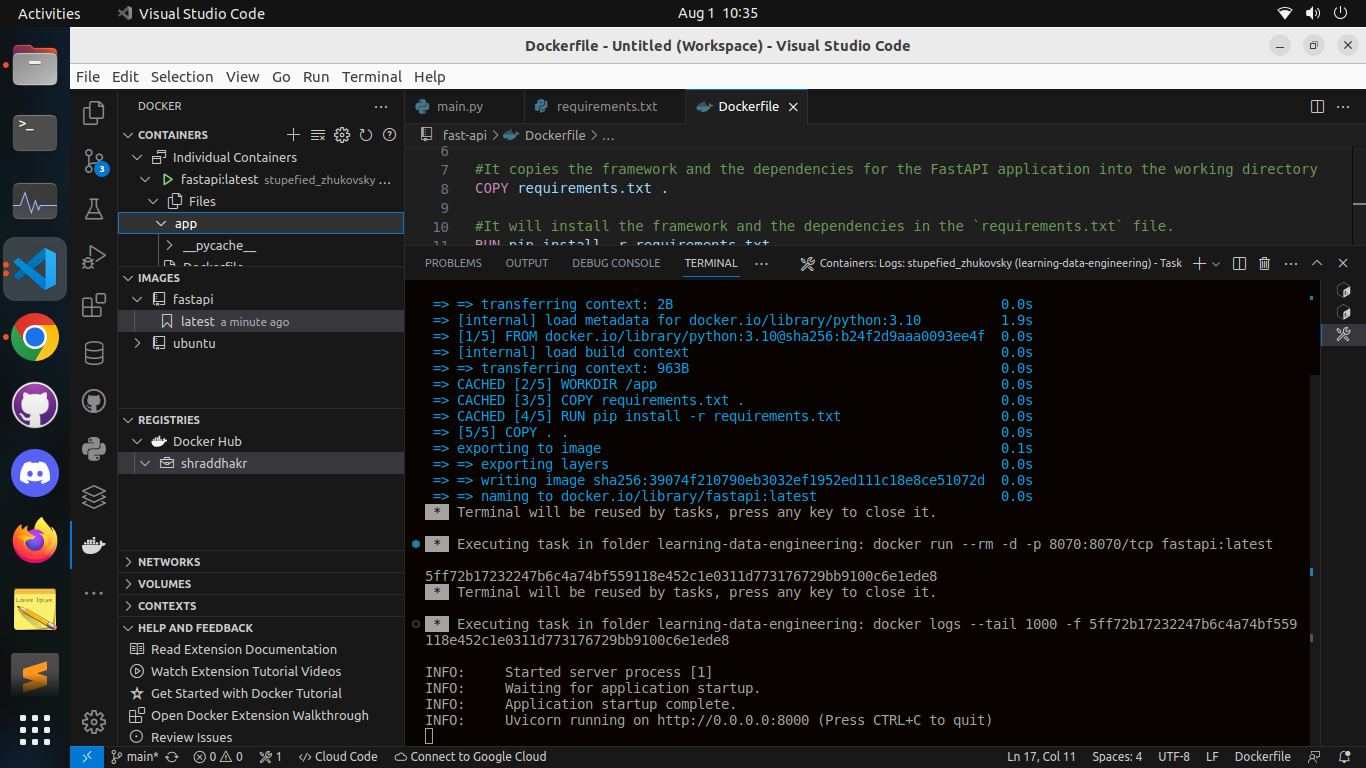 Activities
Visual Studio Code
Aug 1 10:35
Dockerfile - Untitled (Workspace) - Visual Studio Code
File Edit Selection View Go Run Terminal Help
DOCKER
CONTAINERS
Individual Containers
fastapi:latest stupefied_zhukovsky ...
Files
app
__pycache__
Dockerfile
IMAGES
fastapi
latest a minute ago
ubuntu
REGISTRIES
Docker Hub
shraddhakr
NETWORKS
VOLUMES
CONTEXTS
HELP AND FEEDBACK
Read Extension Documentation
Watch Extension Tutorial Videos
Get Started with Docker Tutorial
Open Docker Extension Walkthrough
Review Issues
3
Lorem Ipsum
main.py
requirements.txt
Dockerfile
fast-api > Dockerfile > ...
6
7 #It copies the framework and the dependencies for the FastAPI application into the working directory
8 COPY requirements.txt .
9
10 #It will install the framework and the dependencies in the `requirements.txt` file.
11 RUN pip install -r requirements.txt
PROBLEMS OUTPUT DEBUG CONSOLE TERMINAL ...
Containers: Logs: stupefied_zhukovsky (learning-data-engineering) - Task
=> => transferring context: 2B 0.0s
=> [internal] load metadata for docker.io/library/python:3.10 1.9s
=> [1/5] FROM docker.io/library/python:3.10@sha256:b24f2d9aaa0093ee4f 0.0s
=> [internal] load build context 0.0s
=> => transferring context: 963B 0.0s
=> CACHED [2/5] WORKDIR /app 0.0s
=> CACHED [3/5] COPY requirements.txt . 0.0s
=> CACHED [4/5] RUN pip install -r requirements.txt 0.0s
=> [5/5] COPY . . 0.0s
=> exporting to image 0.1s
=> => exporting layers 0.0s
=> => writing image sha256:39074f210790eb3032ef1952ed111c18e8ce51072d 0.0s
=> => naming to docker.io/library/fastapi:latest 0.0s
* Terminal will be reused by tasks, press any key to close it.
* Executing task in folder learning-data-engineering: docker run --rm -d -p 8070:8070/tcp fastapi:latest
5ff72b17232247b6c4a74bf559118e452c1e0311d773176729bb9100c6e1ede8
* Terminal will be reused by tasks, press any key to close it.
* Executing task in folder learning-data-engineering: docker logs --tail 1000 -f 5ff72b17232247b6c4a74bf559
118e452c1e0311d773176729bb9100c6e1ede8
INFO: Started server process [1]
INFO: Waiting for application startup.
INFO: Application startup complete.
INFO: Uvicorn running on http://0.0.0.0:8000 (Press CTRL+C to quit)
main* 0 0 1 Cloud Code Connect to Google Cloud
Ln 17, Col 11 Spaces: 4 UTF-8 LF Dockerfile